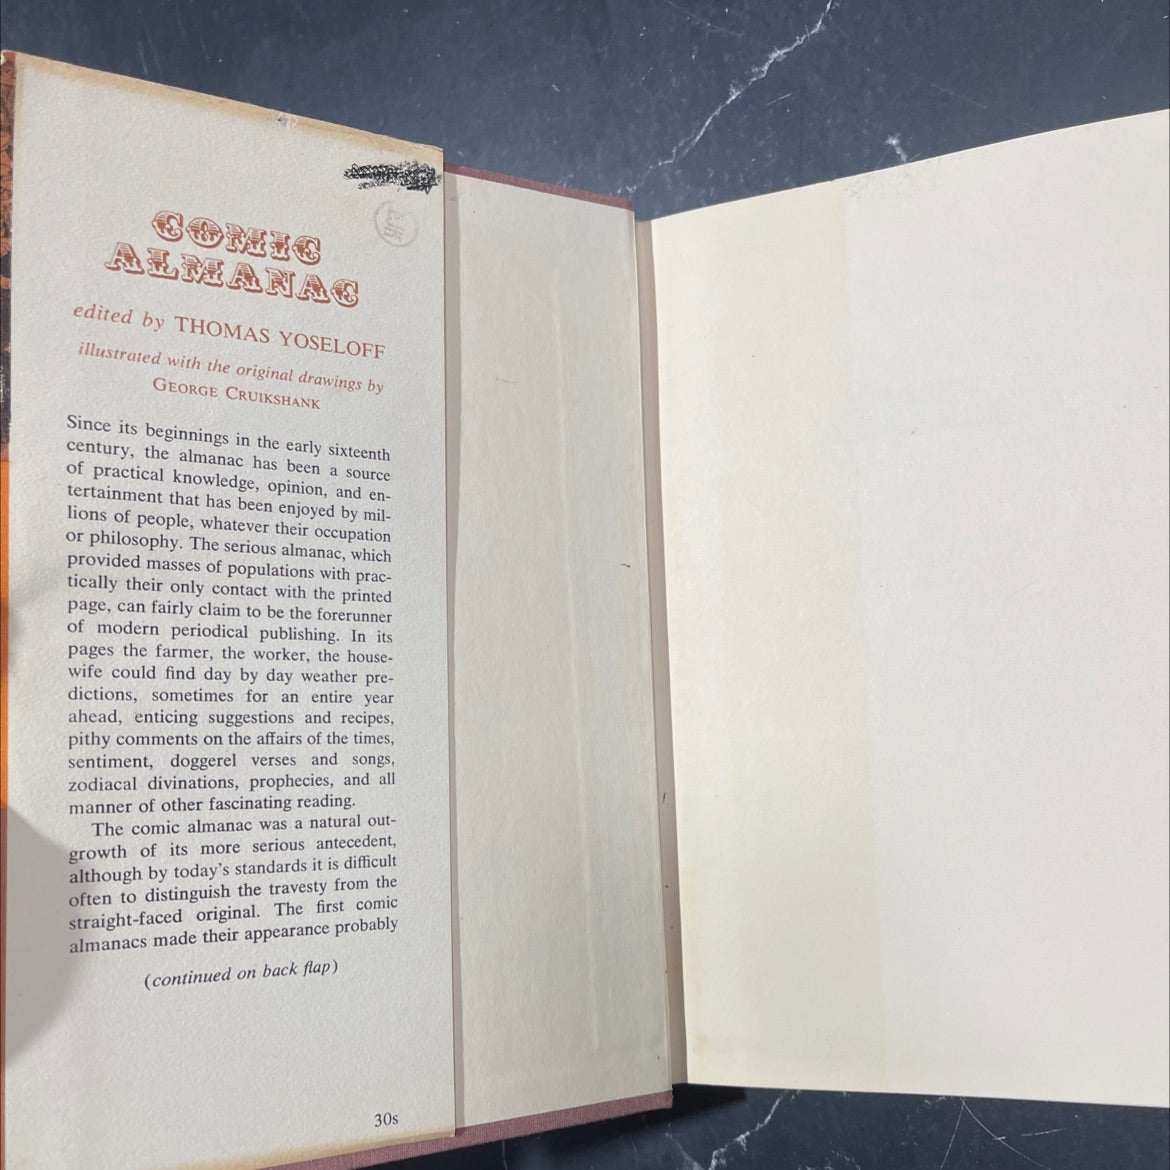 COMIC
ALMANAC
edited by THOMAS YOSELOFF
illustrated with the original drawings by
GEORGE CRUIKSHANK
Since its beginnings in the early sixteenth
century, the almanac has been a source
of practical knowledge, opinion, and en-
tertainment that has been enjoyed by mil-
lions of people, whatever their occupation
or philosophy. The serious almanac, which
provided masses of populations with prac-
tically their only contact with the printed
page, can fairly claim to be the forerunner
of modern periodical publishing. In its
pages the farmer, the worker, the house-
wife could find day by day weather pre-
dictions, sometimes for an entire year
ahead, enticing suggestions and recipes,
pithy comments on the affairs of the times,
sentiment, doggerel verses and songs,
zodiacal divinations, prophecies, and all
manner of other fascinating reading.
The comic almanac was a natural out-
growth of its more serious antecedent,
although by today's standards it is difficult
often to distinguish the travesty from the
straight-faced original. The first comic
almanacs made their appearance probably
(continued on back flap)
30s